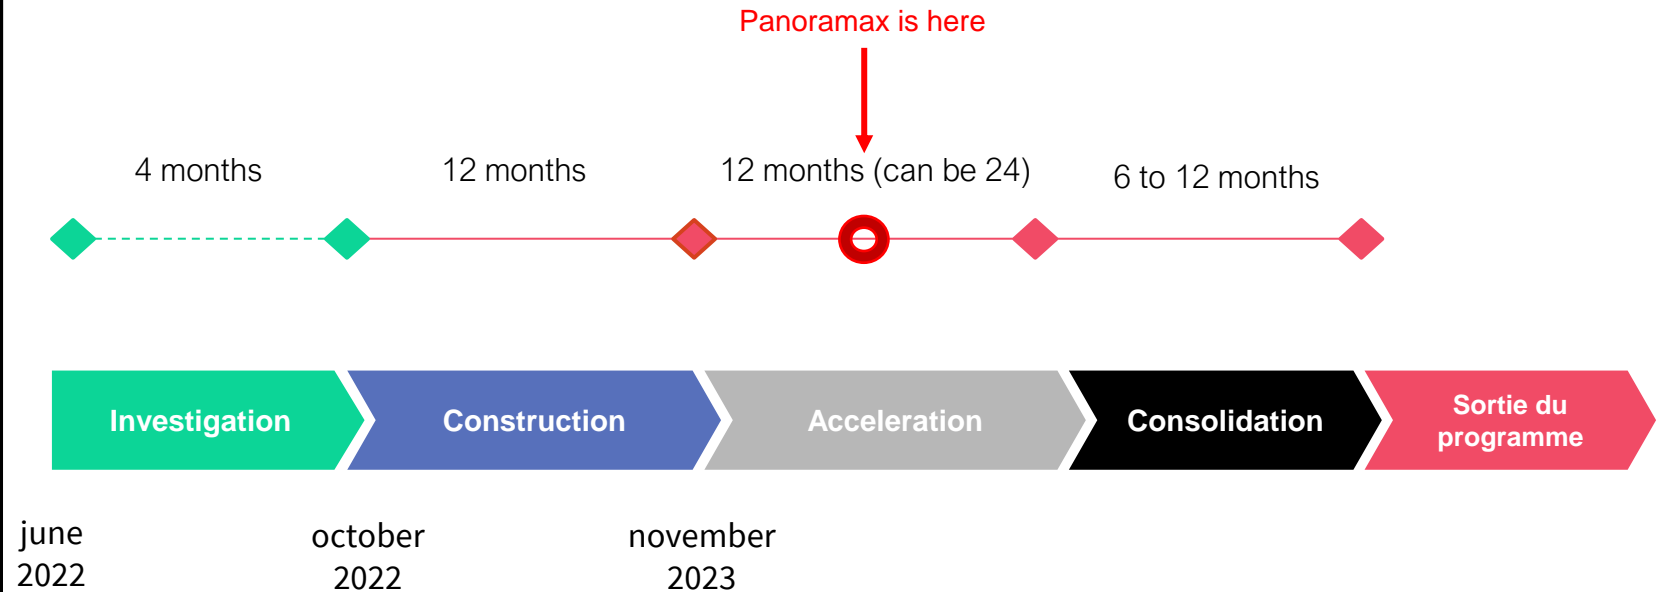 Panoramax is here
4 months
12 months
12 months (can be 24)
6 to 12 months
Investigation
Construction
Acceleration
Consolidation
Sortie du
programme
june
2022
october
2022
november
2023